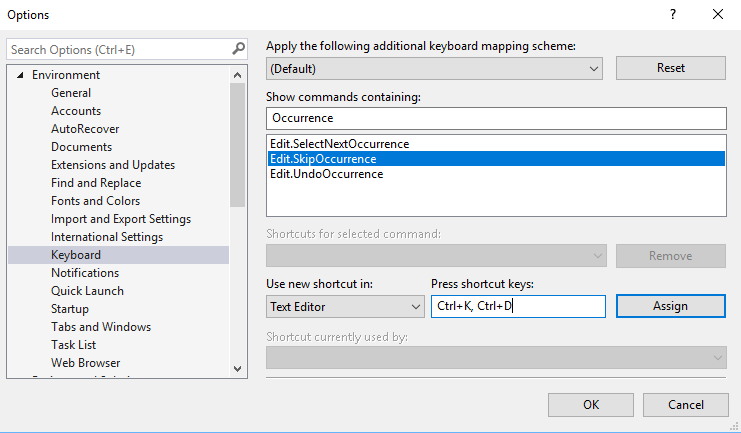 Options
Search Options (Ctrl+E)
Environment
General
Accounts
AutoRecover
Documents
Extensions and Updates
Find and Replace
Fonts and Colors
Import and Export Settings
International Settings
Keyboard
Notifications
Quick Launch
Startup
Tabs and Windows
Task List
Web Browser
Apply the following additional keyboard mapping scheme:
(Default)
Reset
Show commands containing:
Occurrence
Edit.SelectNextOccurrence
Edit.SkipOccurrence
Edit.UndoOccurrence
Shortcuts for selected command:
Remove
Use new shortcut in:
Press shortcut keys:
Text Editor
Ctrl+K, Ctrl+D
Assign
Shortcut currently used by:
OK
Cancel